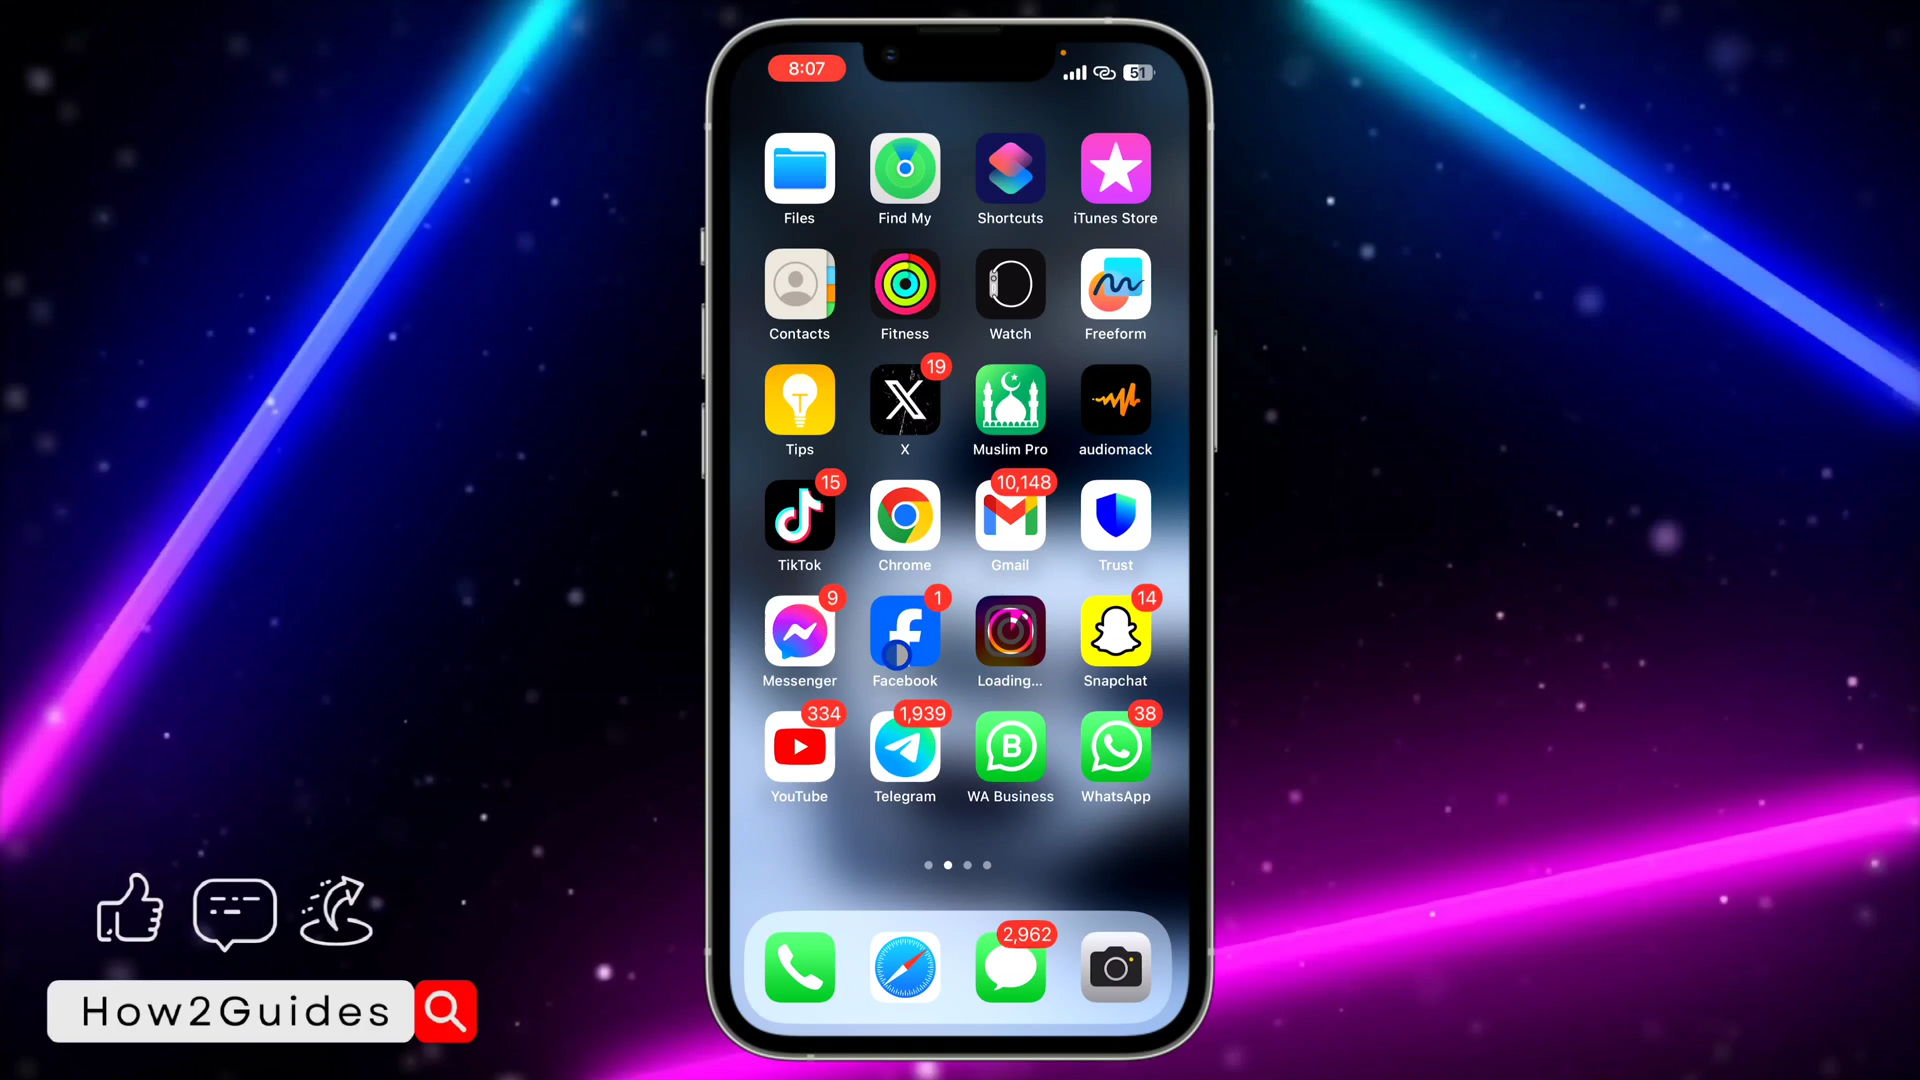 8:07
51
Files
Find My
Shortcuts
iTunes Store
Contacts
Fitness
Watch
Freeform
19
Tips
X
Muslim Pro
audiomack
15
10,148
TikTok
Chrome
Gmail
Trust
9
1
14
Messenger
Facebook
Loading...
Snapchat
334
1,939
38
B
YouTube
Telegram
WA Business
WhatsApp
2,962
How2Guides